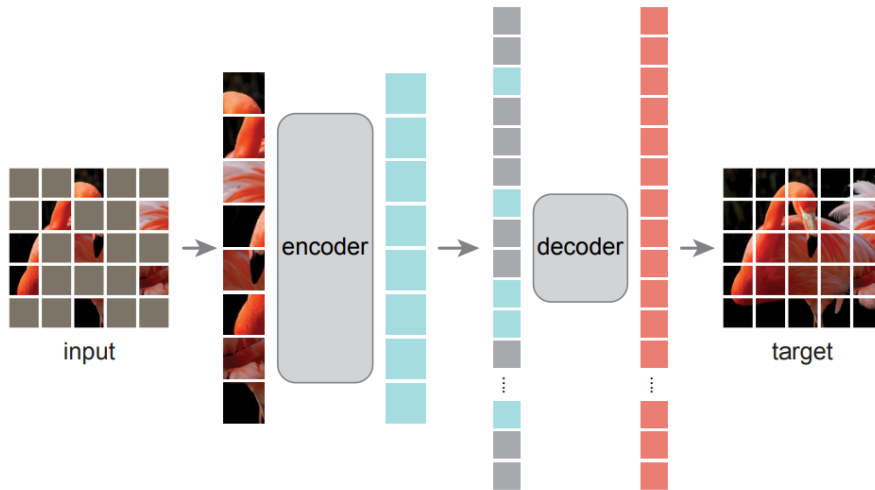 input
encoder
decoder
target